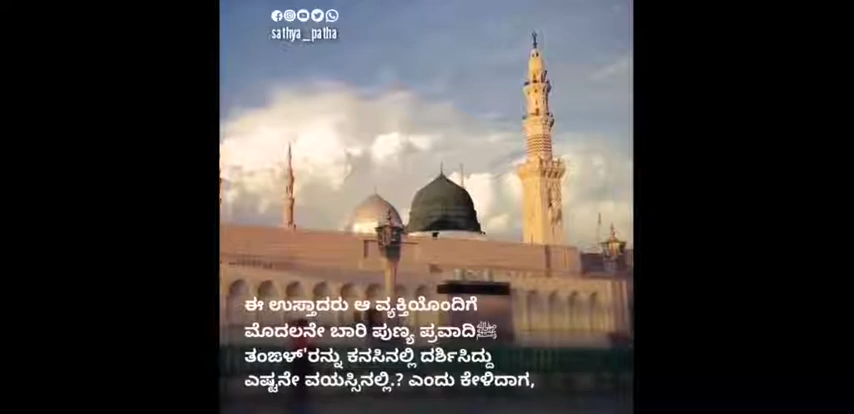 sathya_patha
ಈ ಉಸ್ತಾದರು ಆ ವ್ಯಕ್ತಿಯೊಂದಿಗೆ
ಮೊದಲನೇ ಬಾರಿ ಪುಣ್ಯ ಪ್ರವಾದಿﷺ
ತಂಙಳ್'ರನ್ನು ಕನಸಿನಲ್ಲಿ ದರ್ಶಿಸಿದ್ದು
ಎಷ್ಟನೇ ವಯಸ್ಸಿನಲ್ಲಿ.? ಎಂದು ಕೇಳಿದಾಗ,